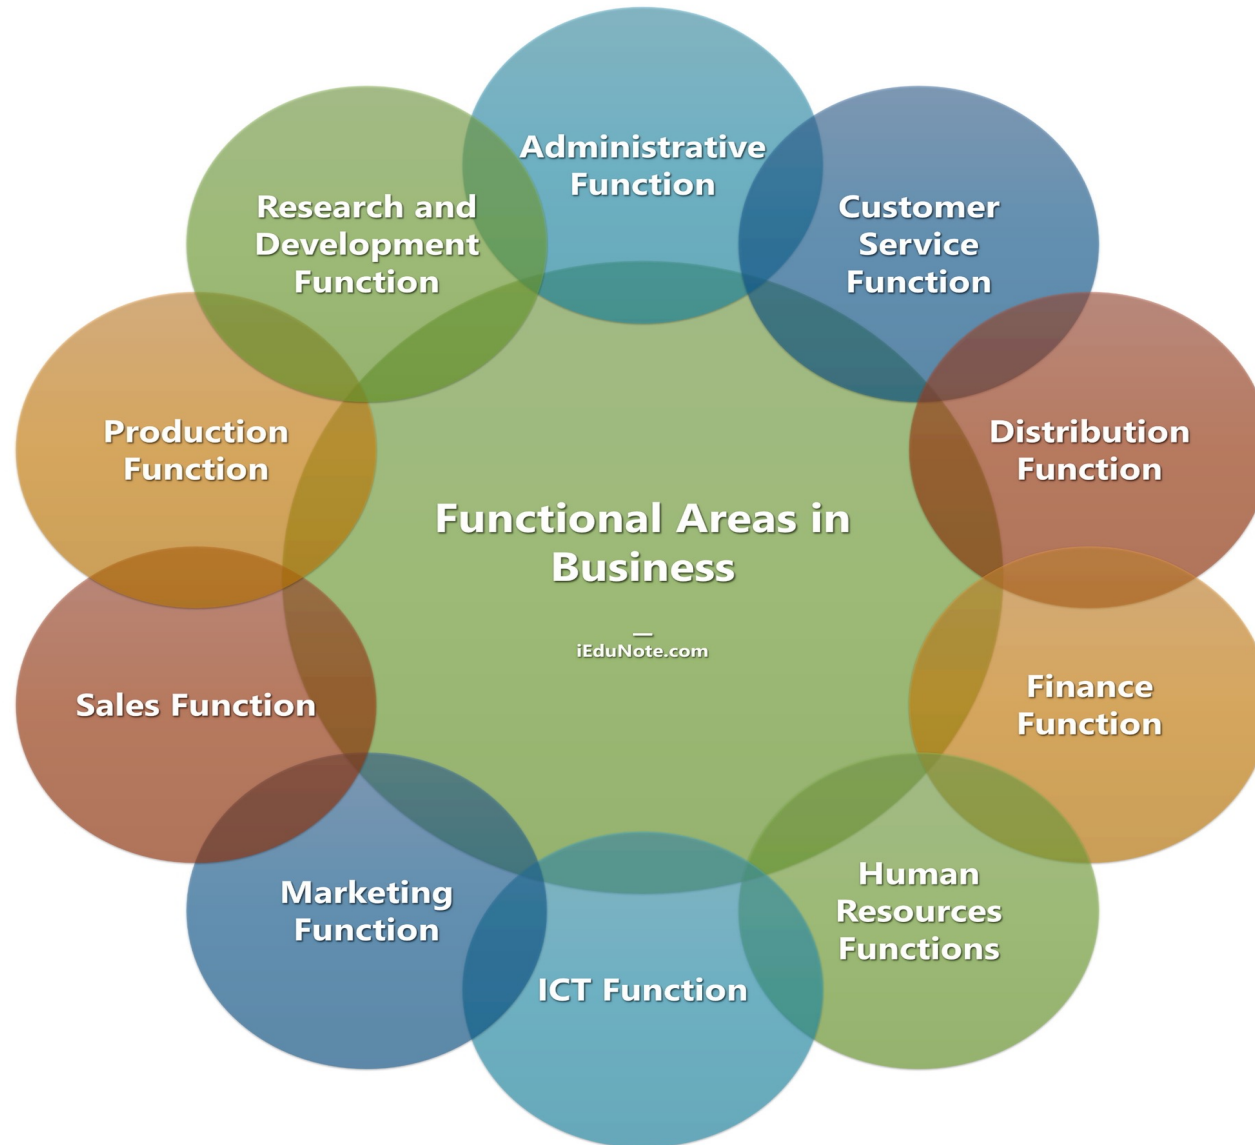 Administrative
Function
Customer
Service
Function
Distribution
Function
Finance
Function
Human
Resources
Functions
ICT Function
Marketing
Function
Sales Function
Production
Function
Research and
Development
Function
Functional Areas in
Business
—
iEduNote.com